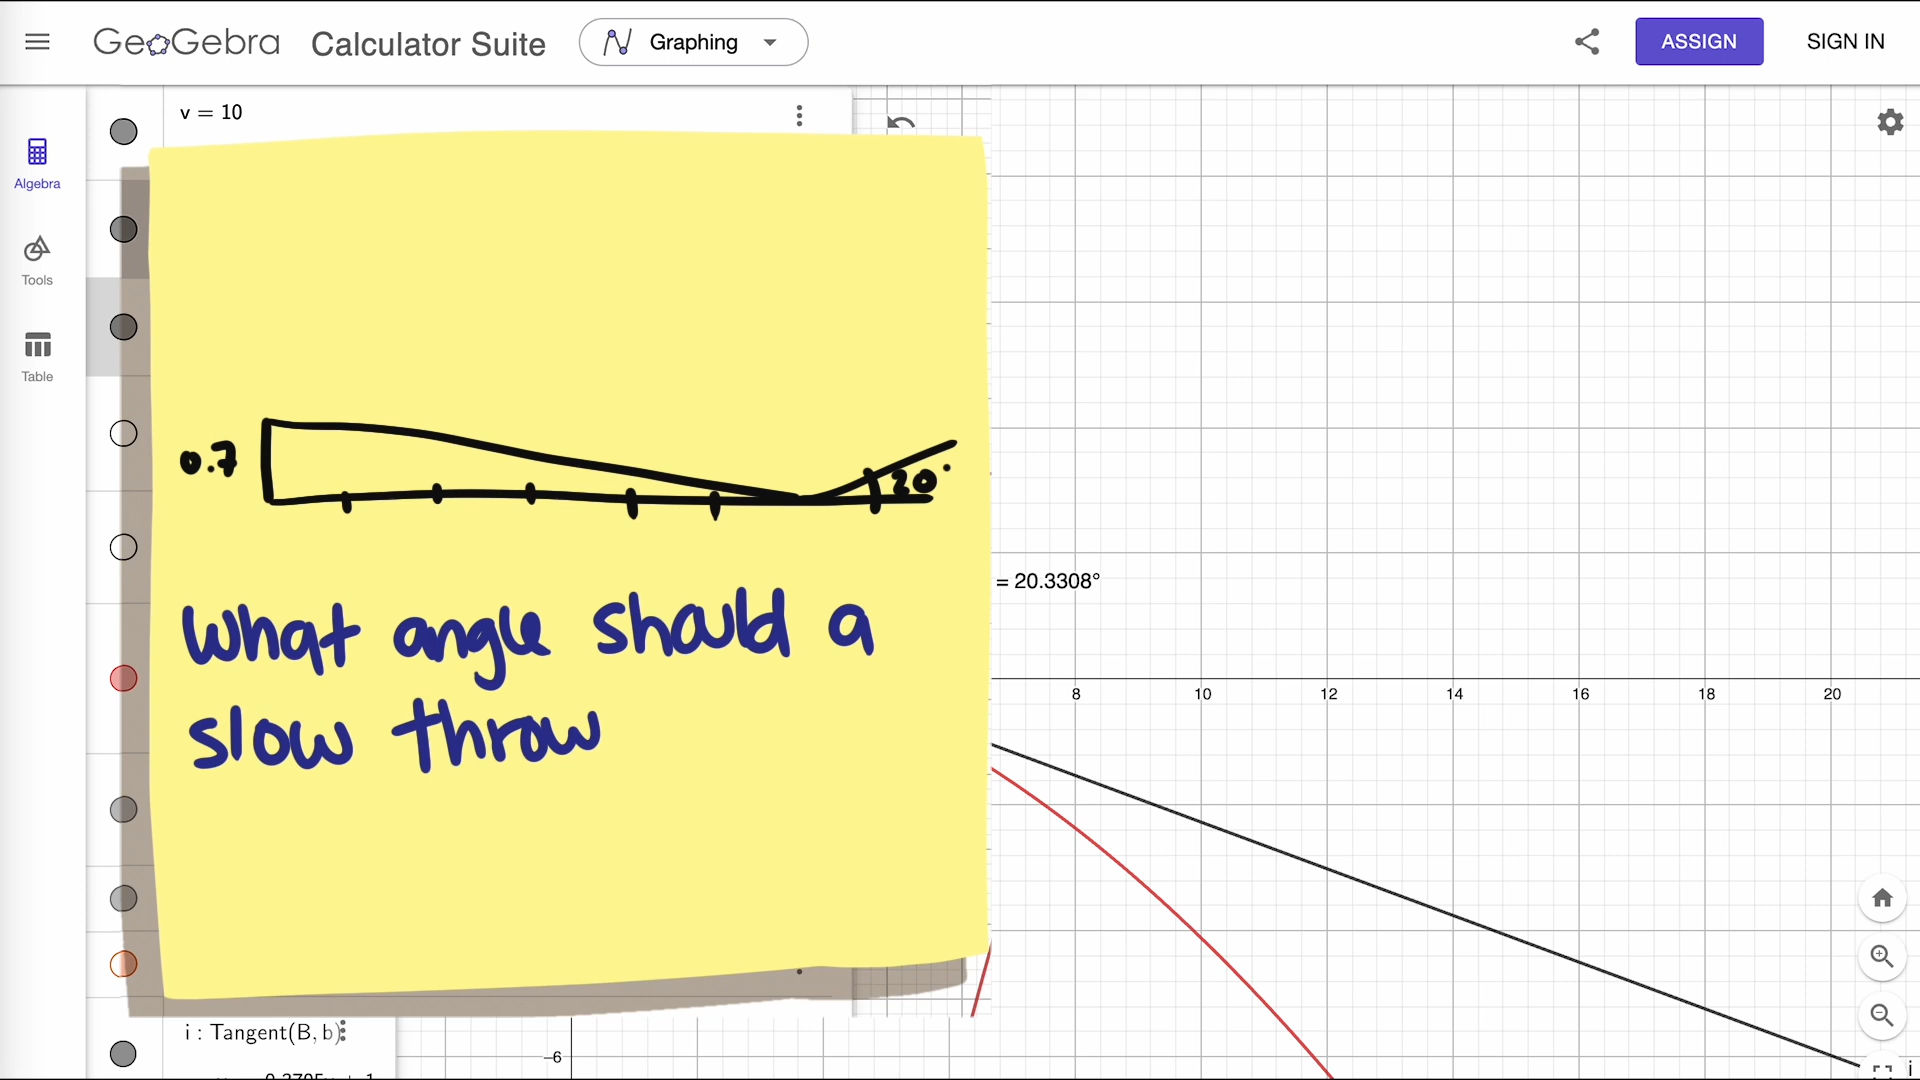 GeoGebra Calculator Suite Graphing ASSIGN SIGN IN
v = 10
Algebra
Tools
Table
0.7 20°
What angle should a
slow throw
= 20.3308°
8 10 12 14 16 18 20
i : Tangent(B, b)
−6
i